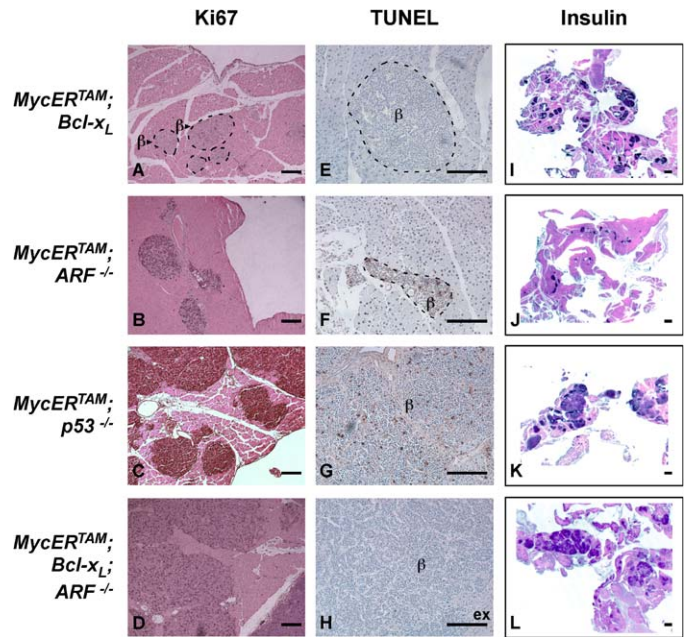 Ki67 TUNEL Insulin
MycER^TAM;
Bcl-x_L
β β
A E β I
MycER^TAM;
ARF -/-
B F β J
MycER^TAM;
p53 -/-
C G β K
MycER^TAM;
Bcl-x_L;
ARF -/-
D H β ex L